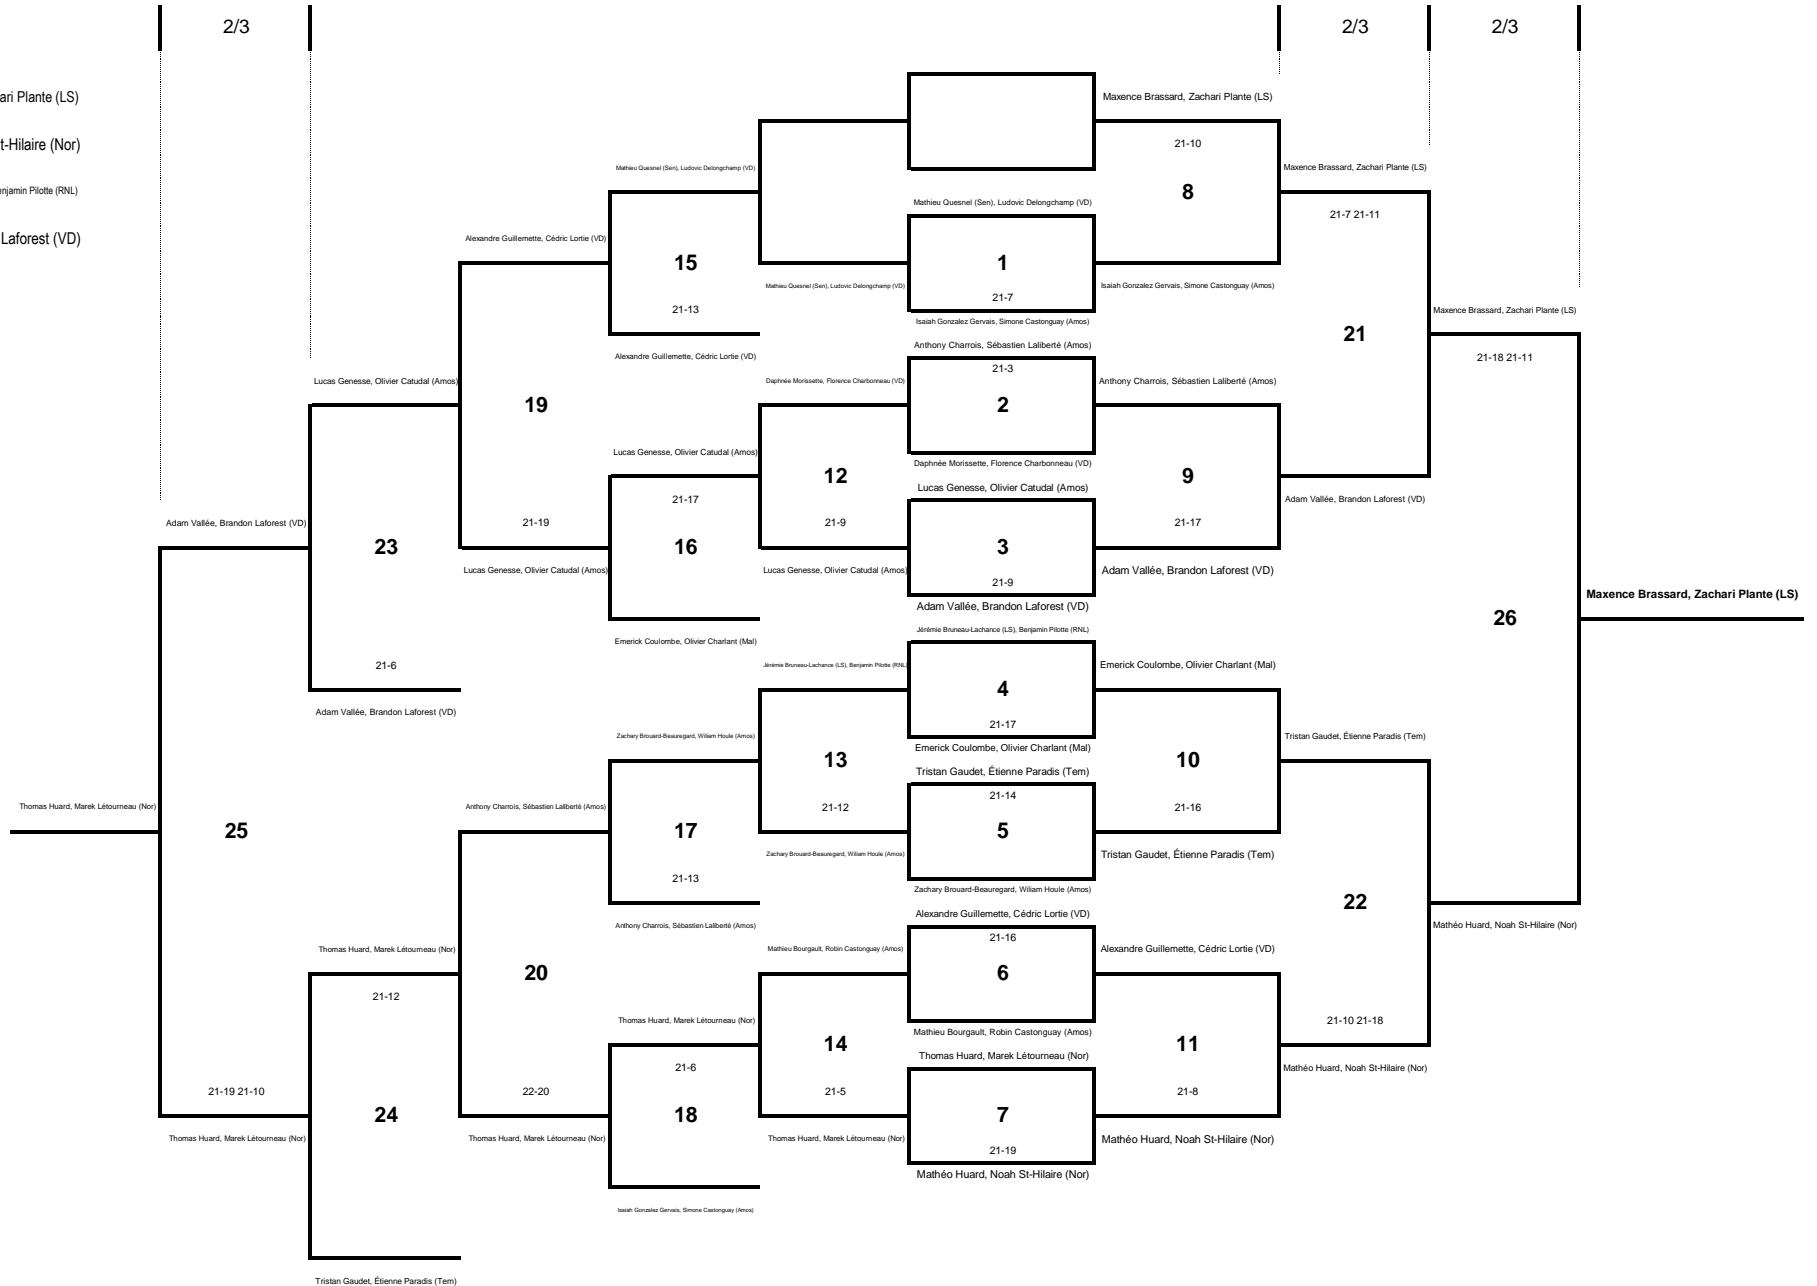 2/3
2/3
2/3
ari Plante (LS)
Maxence Brassard, Zachari Plante (LS)
t-Hilaire (Nor)
21-10
Mathieu Quesnel (Sen), Ludovic Delongchamp (VD)
Maxence Brassard, Zachari Plante (LS)
enjamin Pilotte (RNL)
8
Mathieu Quesnel (Sen), Ludovic Delongchamp (VD)
21-7 21-11
Laforest (VD)
Alexandre Guillemette, Cédric Lortie (VD)
15
1
Mathieu Quesnel (Sen), Ludovic Delongchamp (VD)
Isaiah Gonzalez Gervais, Simone Castonguay (Amos)
21-7
21-13
Maxence Brassard, Zachari Plante (LS)
Isaiah Gonzalez Gervais, Simone Castonguay (Amos)
21
Anthony Charrois, Sébastien Laliberté (Amos)
Alexandre Guillemette, Cédric Lortie (VD)
21-18 21-11
21-3
Lucas Genesse, Olivier Catudal (Amos)
Daphnée Morissette, Florence Charbonneau (VD)
Anthony Charrois, Sébastien Laliberté (Amos)
19
2
Lucas Genesse, Olivier Catudal (Amos)
Daphnée Morissette, Florence Charbonneau (VD)
12
9
Lucas Genesse, Olivier Catudal (Amos)
21-17
Adam Vallée, Brandon Laforest (VD)
Adam Vallée, Brandon Laforest (VD)
21-19
21-9
21-17
23
16
3
Lucas Genesse, Olivier Catudal (Amos)
Lucas Genesse, Olivier Catudal (Amos)
Adam Vallée, Brandon Laforest (VD)
21-9
Maxence Brassard, Zachari Plante (LS)
Adam Vallée, Brandon Laforest (VD)
26
Jérémie Bruneau-Lachance (LS), Benjamin Pilotte (RNL)
Emerick Coulombe, Olivier Charlant (Mal)
21-6
Jérémie Bruneau-Lachance (LS), Benjamin Pilotte (RNL)
Emerick Coulombe, Olivier Charlant (Mal)
4
Adam Vallée, Brandon Laforest (VD)
21-17
Zachary Brouard-Beauregard, Wiliam Houle (Amos)
Tristan Gaudet, Étienne Paradis (Tem)
Emerick Coulombe, Olivier Charlant (Mal)
13
10
Tristan Gaudet, Étienne Paradis (Tem)
21-14
Thomas Huard, Marek Létourneau (Nor)
Anthony Charrois, Sébastien Laliberté (Amos)
21-12
21-16
25
17
5
Zachary Brouard-Beauregard, Wiliam Houle (Amos)
Tristan Gaudet, Étienne Paradis (Tem)
21-13
Zachary Brouard-Beauregard, Wiliam Houle (Amos)
22
Alexandre Guillemette, Cédric Lortie (VD)
Anthony Charrois, Sébastien Laliberté (Amos)
Mathéo Huard, Noah St-Hilaire (Nor)
21-16
Thomas Huard, Marek Létourneau (Nor)
Mathieu Bourgault, Robin Castonguay (Amos)
Alexandre Guillemette, Cédric Lortie (VD)
20
6
21-12
Thomas Huard, Marek Létourneau (Nor)
21-10 21-18
Mathieu Bourgault, Robin Castonguay (Amos)
14
11
Thomas Huard, Marek Létourneau (Nor)
21-6
Mathéo Huard, Noah St-Hilaire (Nor)
21-19 21-10
22-20
21-5
21-8
24
18
7
Thomas Huard, Marek Létourneau (Nor)
Thomas Huard, Marek Létourneau (Nor)
Thomas Huard, Marek Létourneau (Nor)
Mathéo Huard, Noah St-Hilaire (Nor)
21-19
Mathéo Huard, Noah St-Hilaire (Nor)
Isaiah Gonzalez Gervais, Simone Castonguay (Amos)
Tristan Gaudet, Étienne Paradis (Tem)